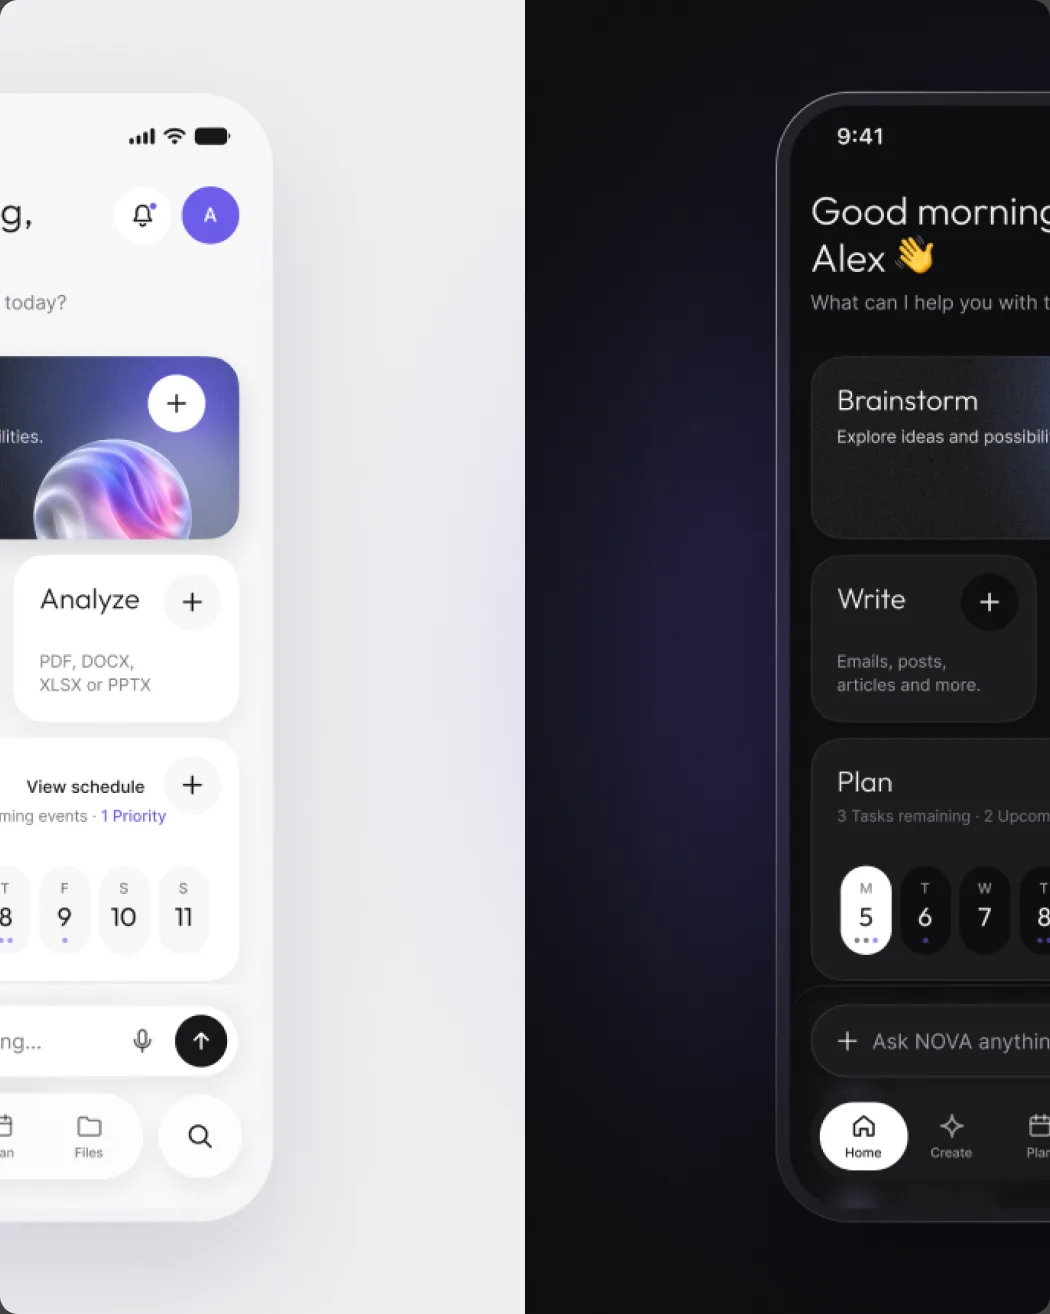 g,
A
today?
ilities.
Analyze
PDF, DOCX,
XLSX or PPTX
View schedule
ming events · 1 Priority
T F S S
8 9 10 11
ng...
an Files
9:41
Good morning
Alex 👋
What can I help you with t
Brainstorm
Explore ideas and possibili
Write
Emails, posts,
articles and more.
Plan
3 Tasks remaining · 2 Upcom
M T W T
5 6 7 8
Ask NOVA anythin
Home Create Plan